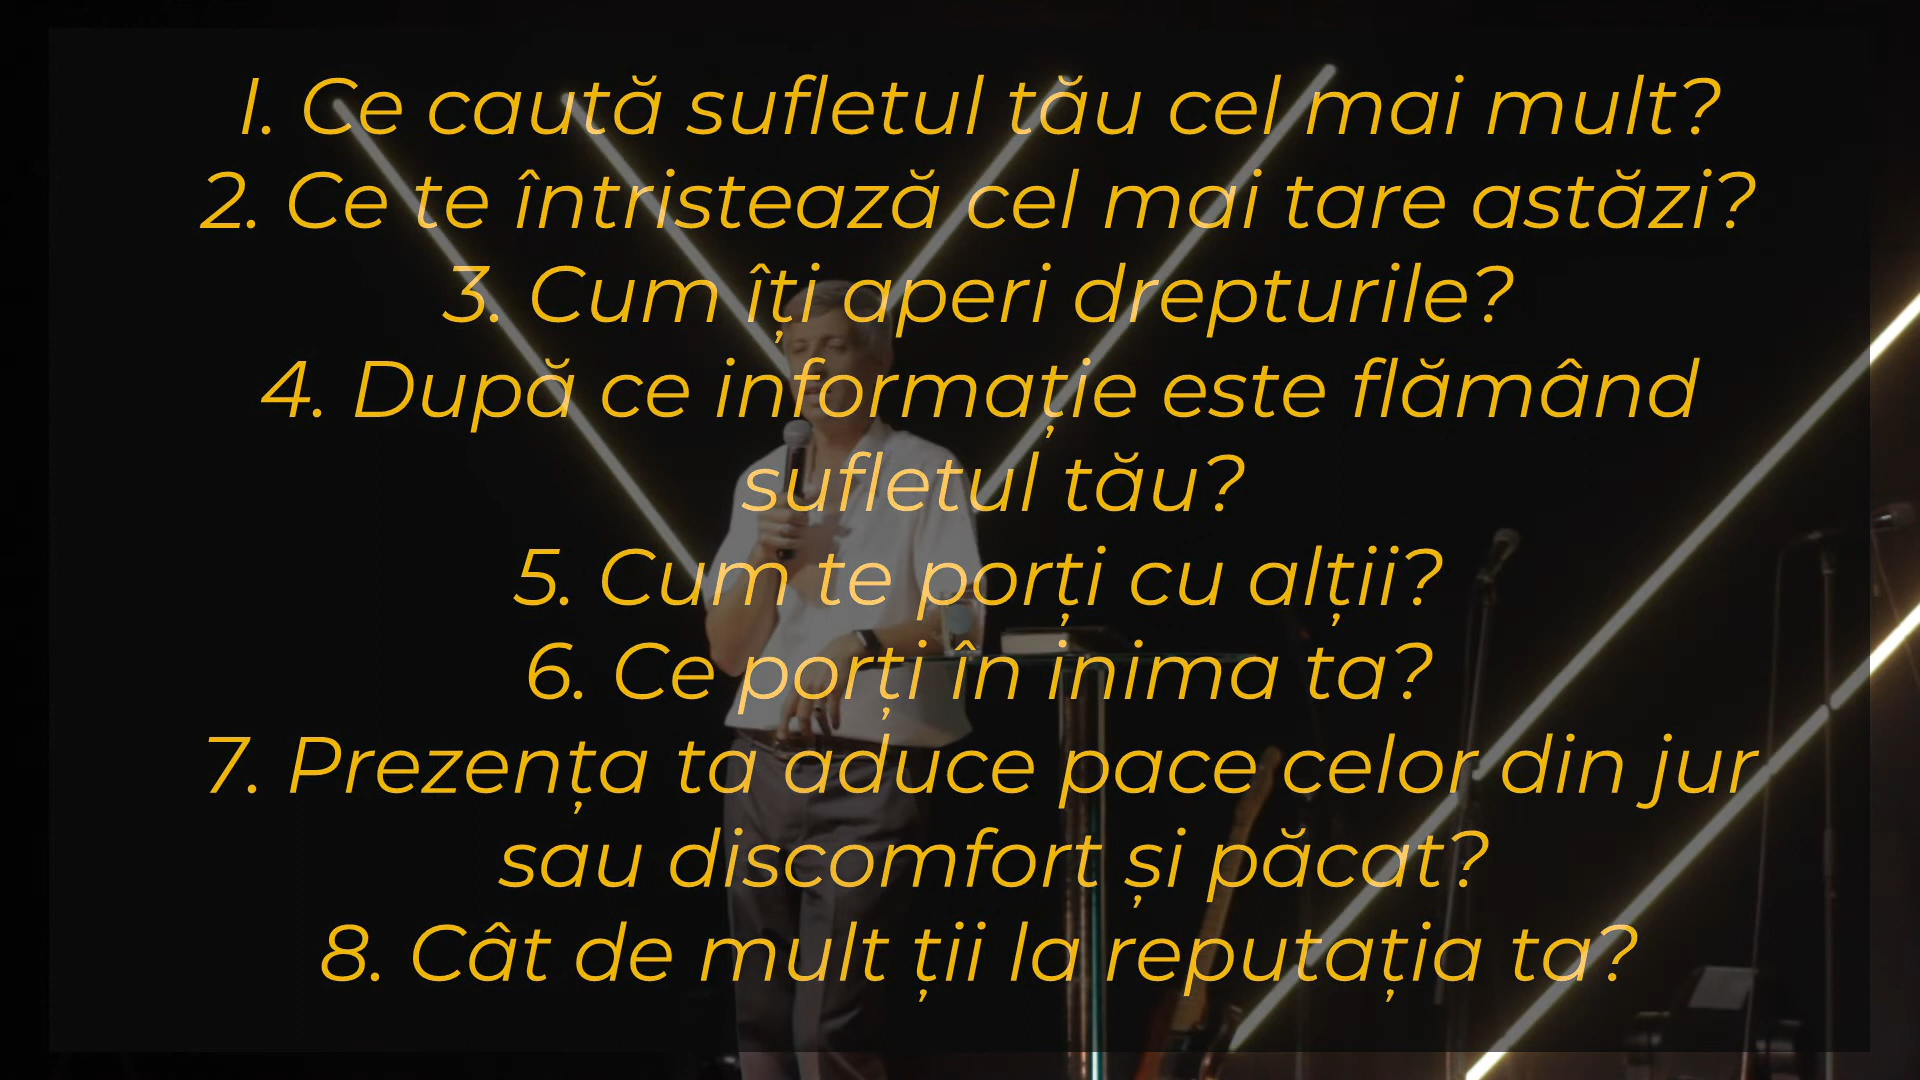 1. Ce caută sufletul tău cel mai mult?
2. Ce te întristează cel mai tare astăzi?
3. Cum îți aperi drepturile?
4. După ce informație este flămând
sufletul tău?
5. Cum te porți cu alții?
6. Ce porți în inima ta?
7. Prezența ta aduce pace celor din jur
sau discomfort și păcat?
8. Cât de mult ții la reputația ta?